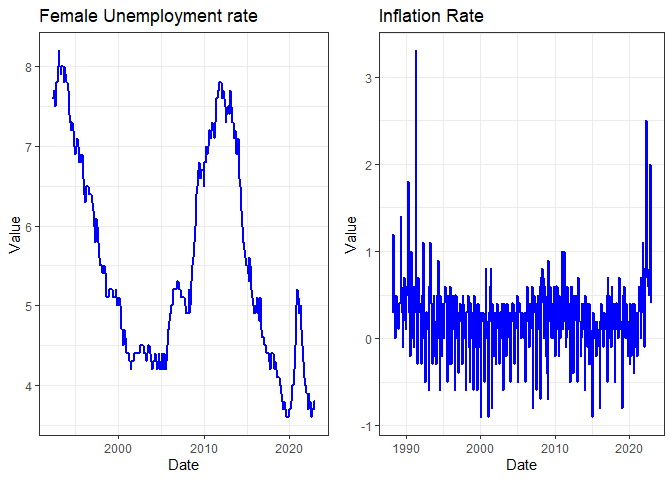 Female Unemployment rate
Value
8
7
6
5
4
2000
2010
2020
Date
Inflation Rate
Value
3
2
1
0
-1
1990
2000
2010
2020
Date